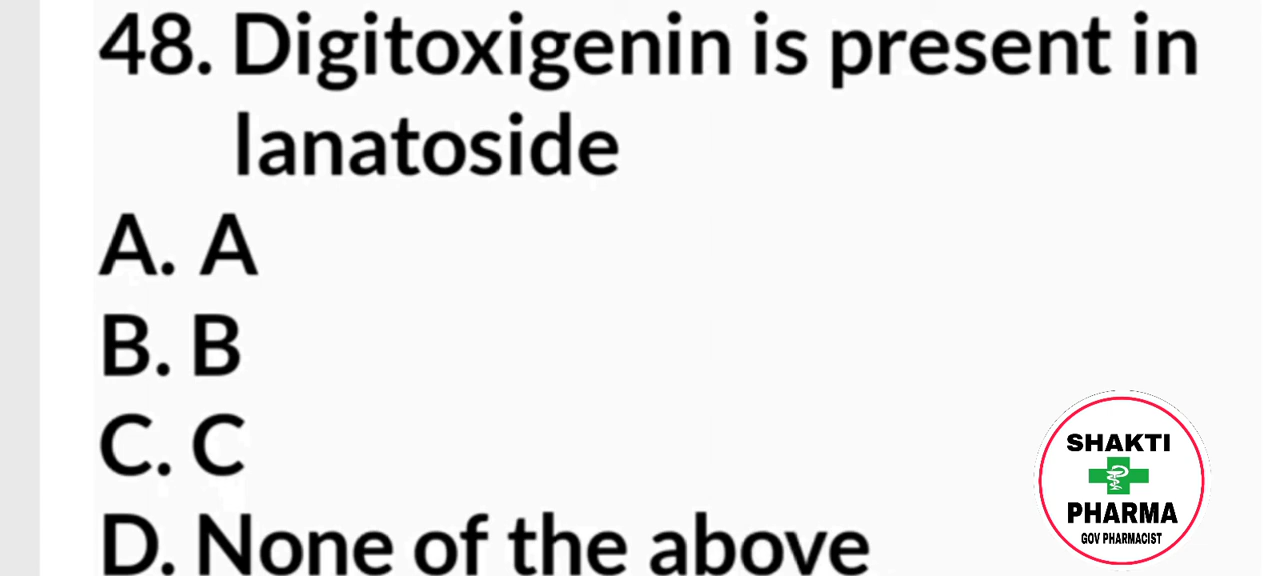 48. Digitoxigenin is present in
lanatoside
A. A
B. B
C. C
D. None of the above
SHAKTI
PHARMA
GOV PHARMACIST